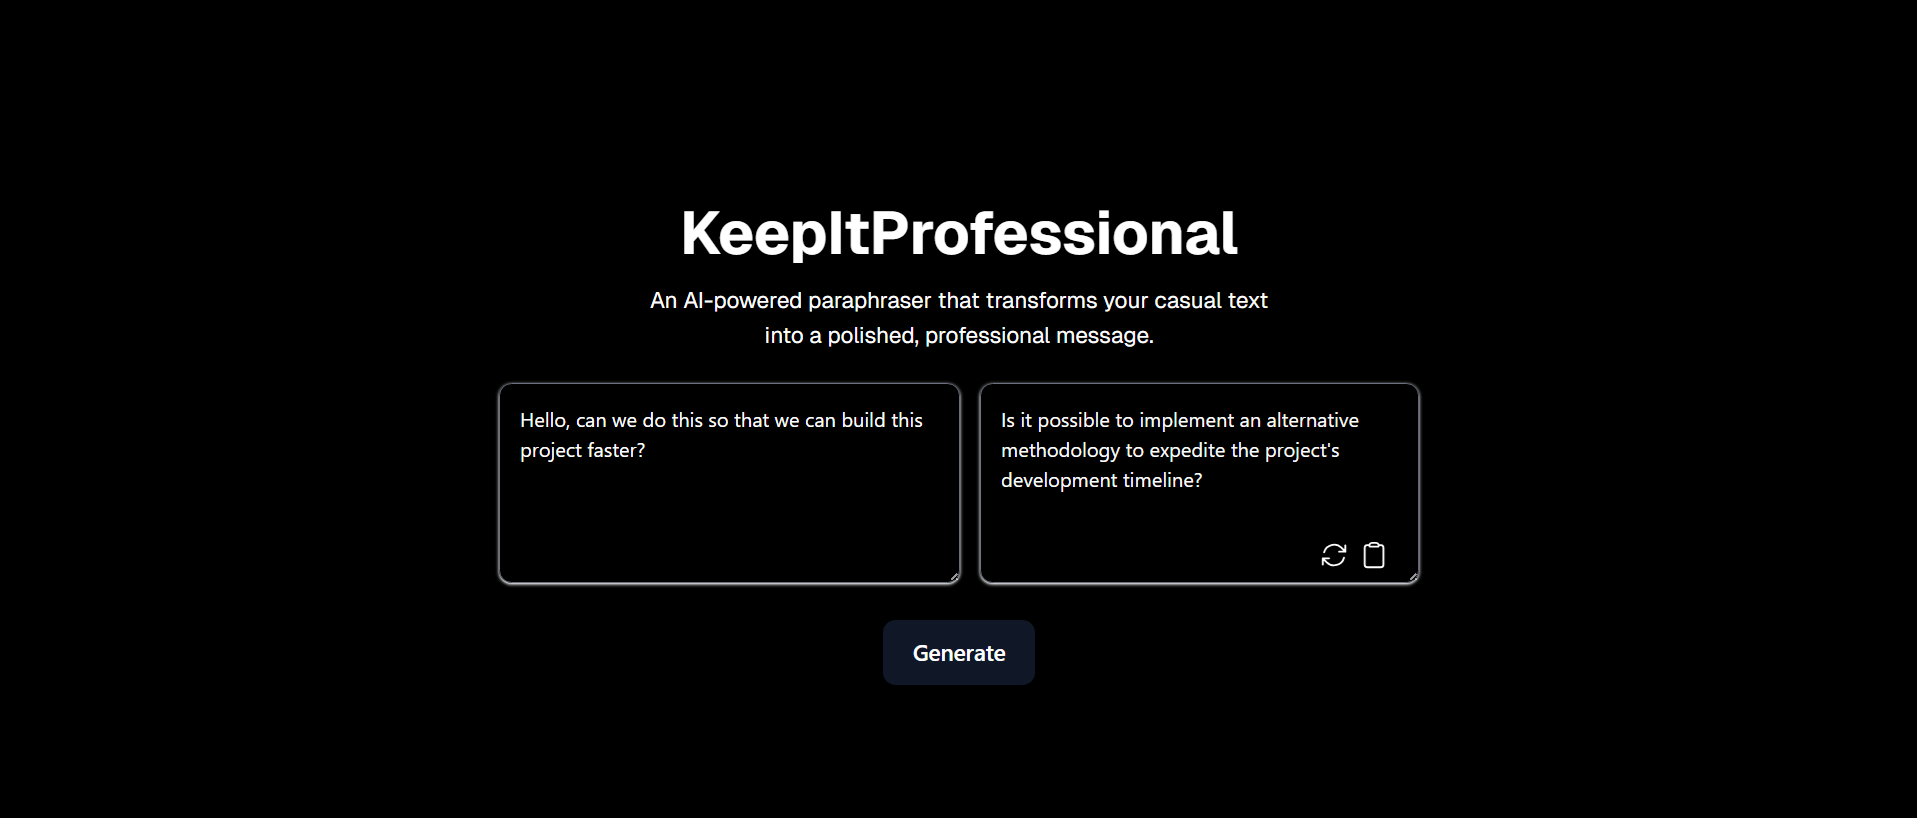 KeepItProfessional
An AI-powered paraphraser that transforms your casual text
into a polished, professional message.
Hello, can we do this so that we can build this
project faster?
Is it possible to implement an alternative
methodology to expedite the project's
development timeline?
Generate